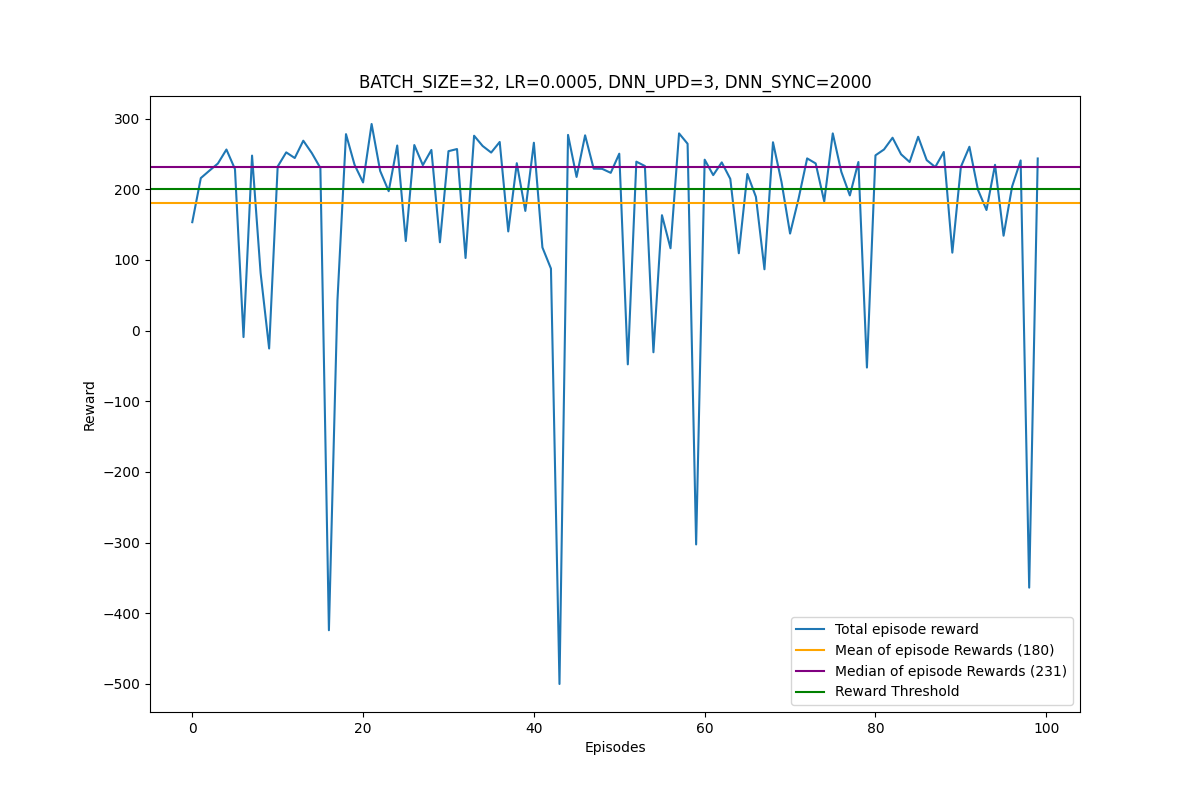 BATCH_SIZE=32, LR=0.0005, DNN_UPD=3, DNN_SYNC=2000
300
200
100
0
−100
−200
−300
−400
−500
Reward
0 20 40 60 80 100
Episodes
Total episode reward
Mean of episode Rewards (180)
Median of episode Rewards (231)
Reward Threshold